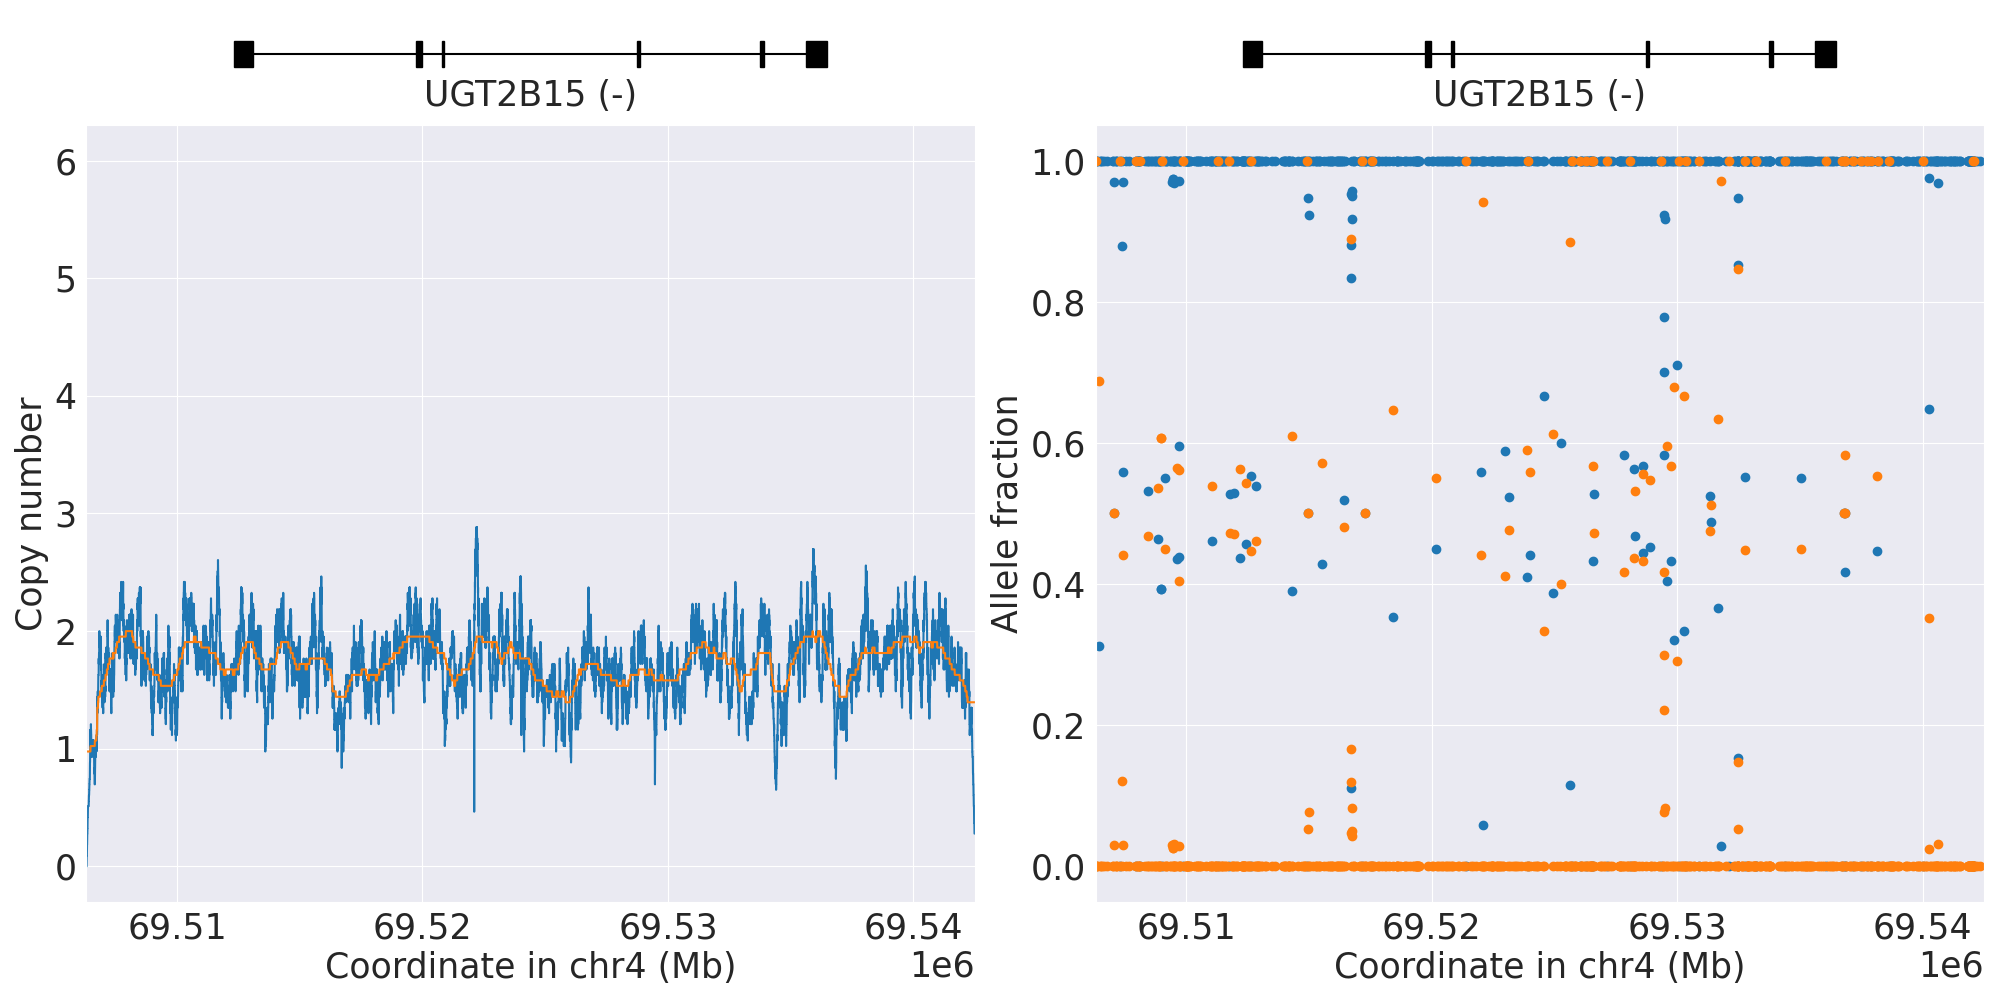 UGT2B15 (-)
6
5
4
3
2
1
0
Copy number
69.51 69.52 69.53 69.54
Coordinate in chr4 (Mb)
1e6
UGT2B15 (-)
1.0
0.8
0.6
0.4
0.2
0.0
Allele fraction
69.51 69.52 69.53 69.54
Coordinate in chr4 (Mb)
1e6